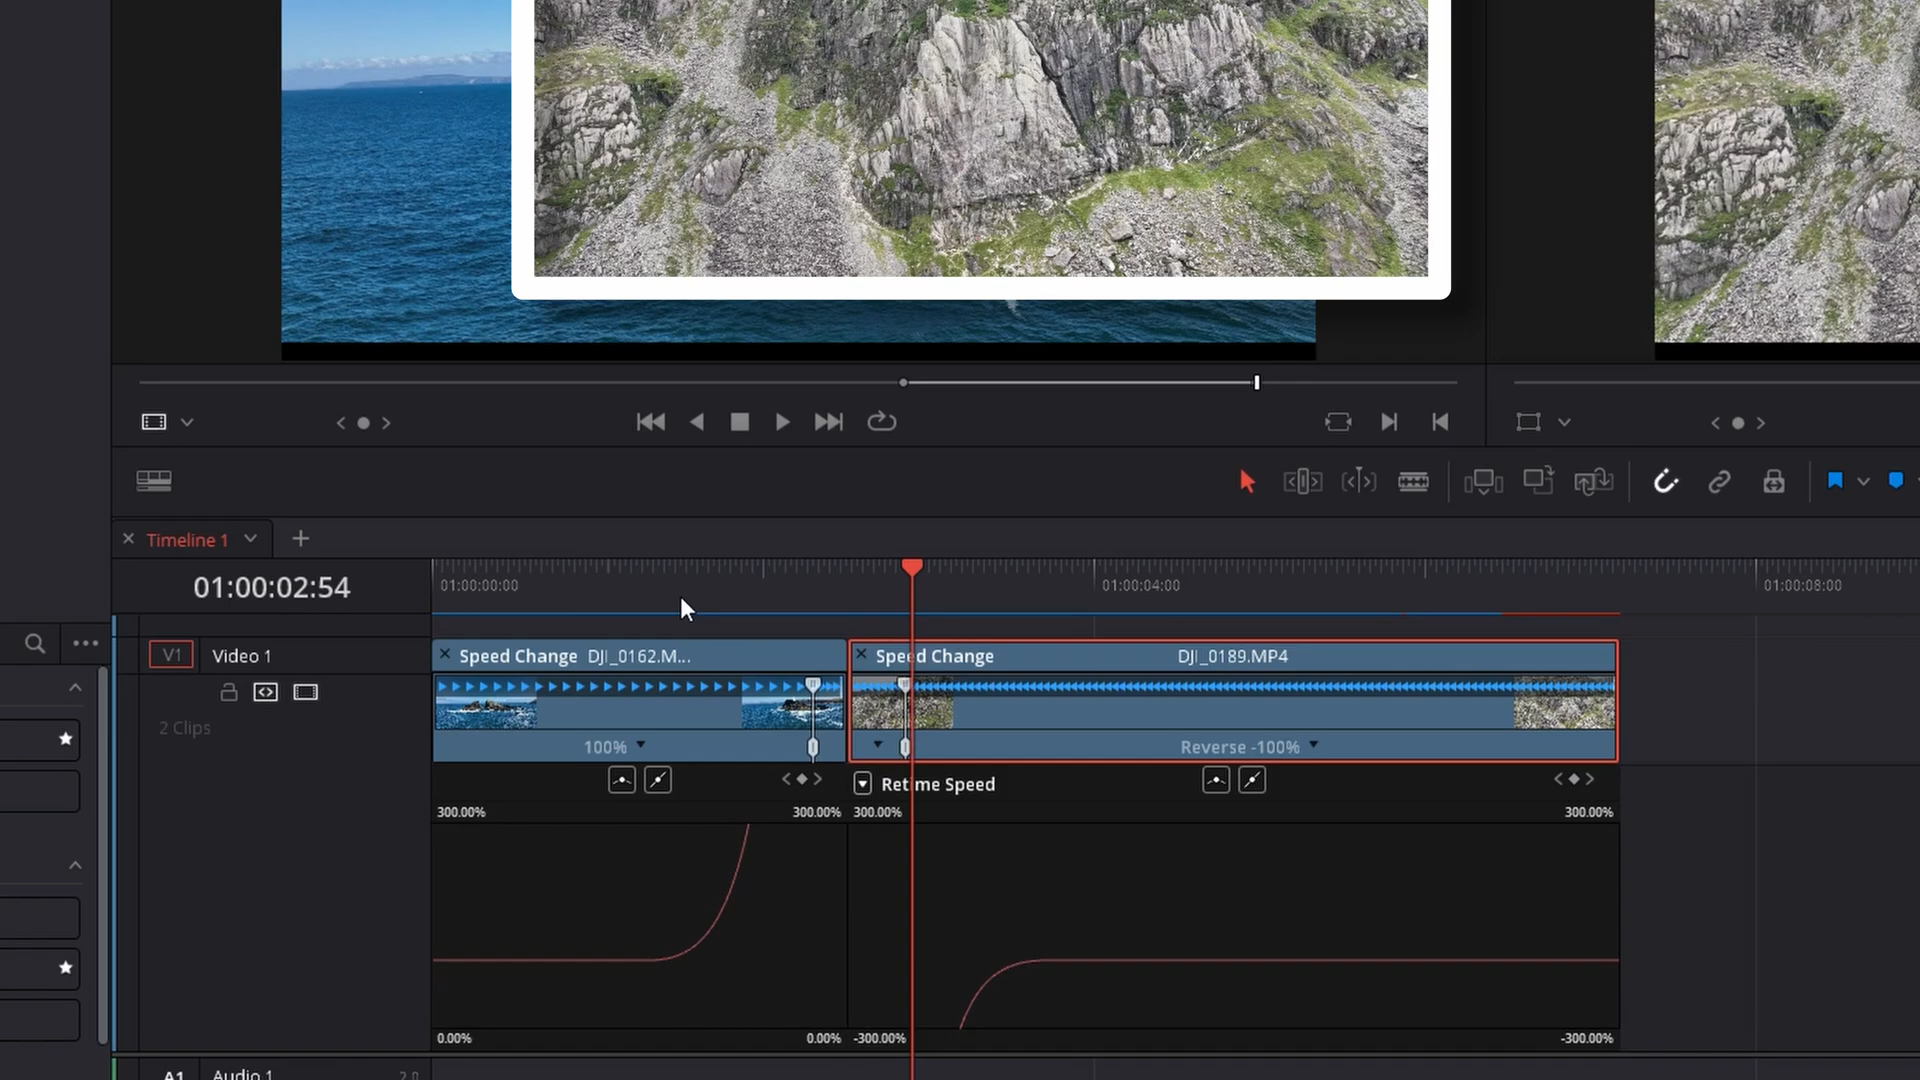 Timeline 1
01:00:02:54
01:00:00:00
01:00:04:00
01:00:08:00
V1
Video 1
2 Clips
Speed Change DJI_0162.M...
Speed Change DJI_0189.MP4
100%
Reverse -100%
Retime Speed
300.00%
300.00%
300.00%
300.00%
0.00%
0.00%
-300.00%
-300.00%
A1
Audio 1
2.0